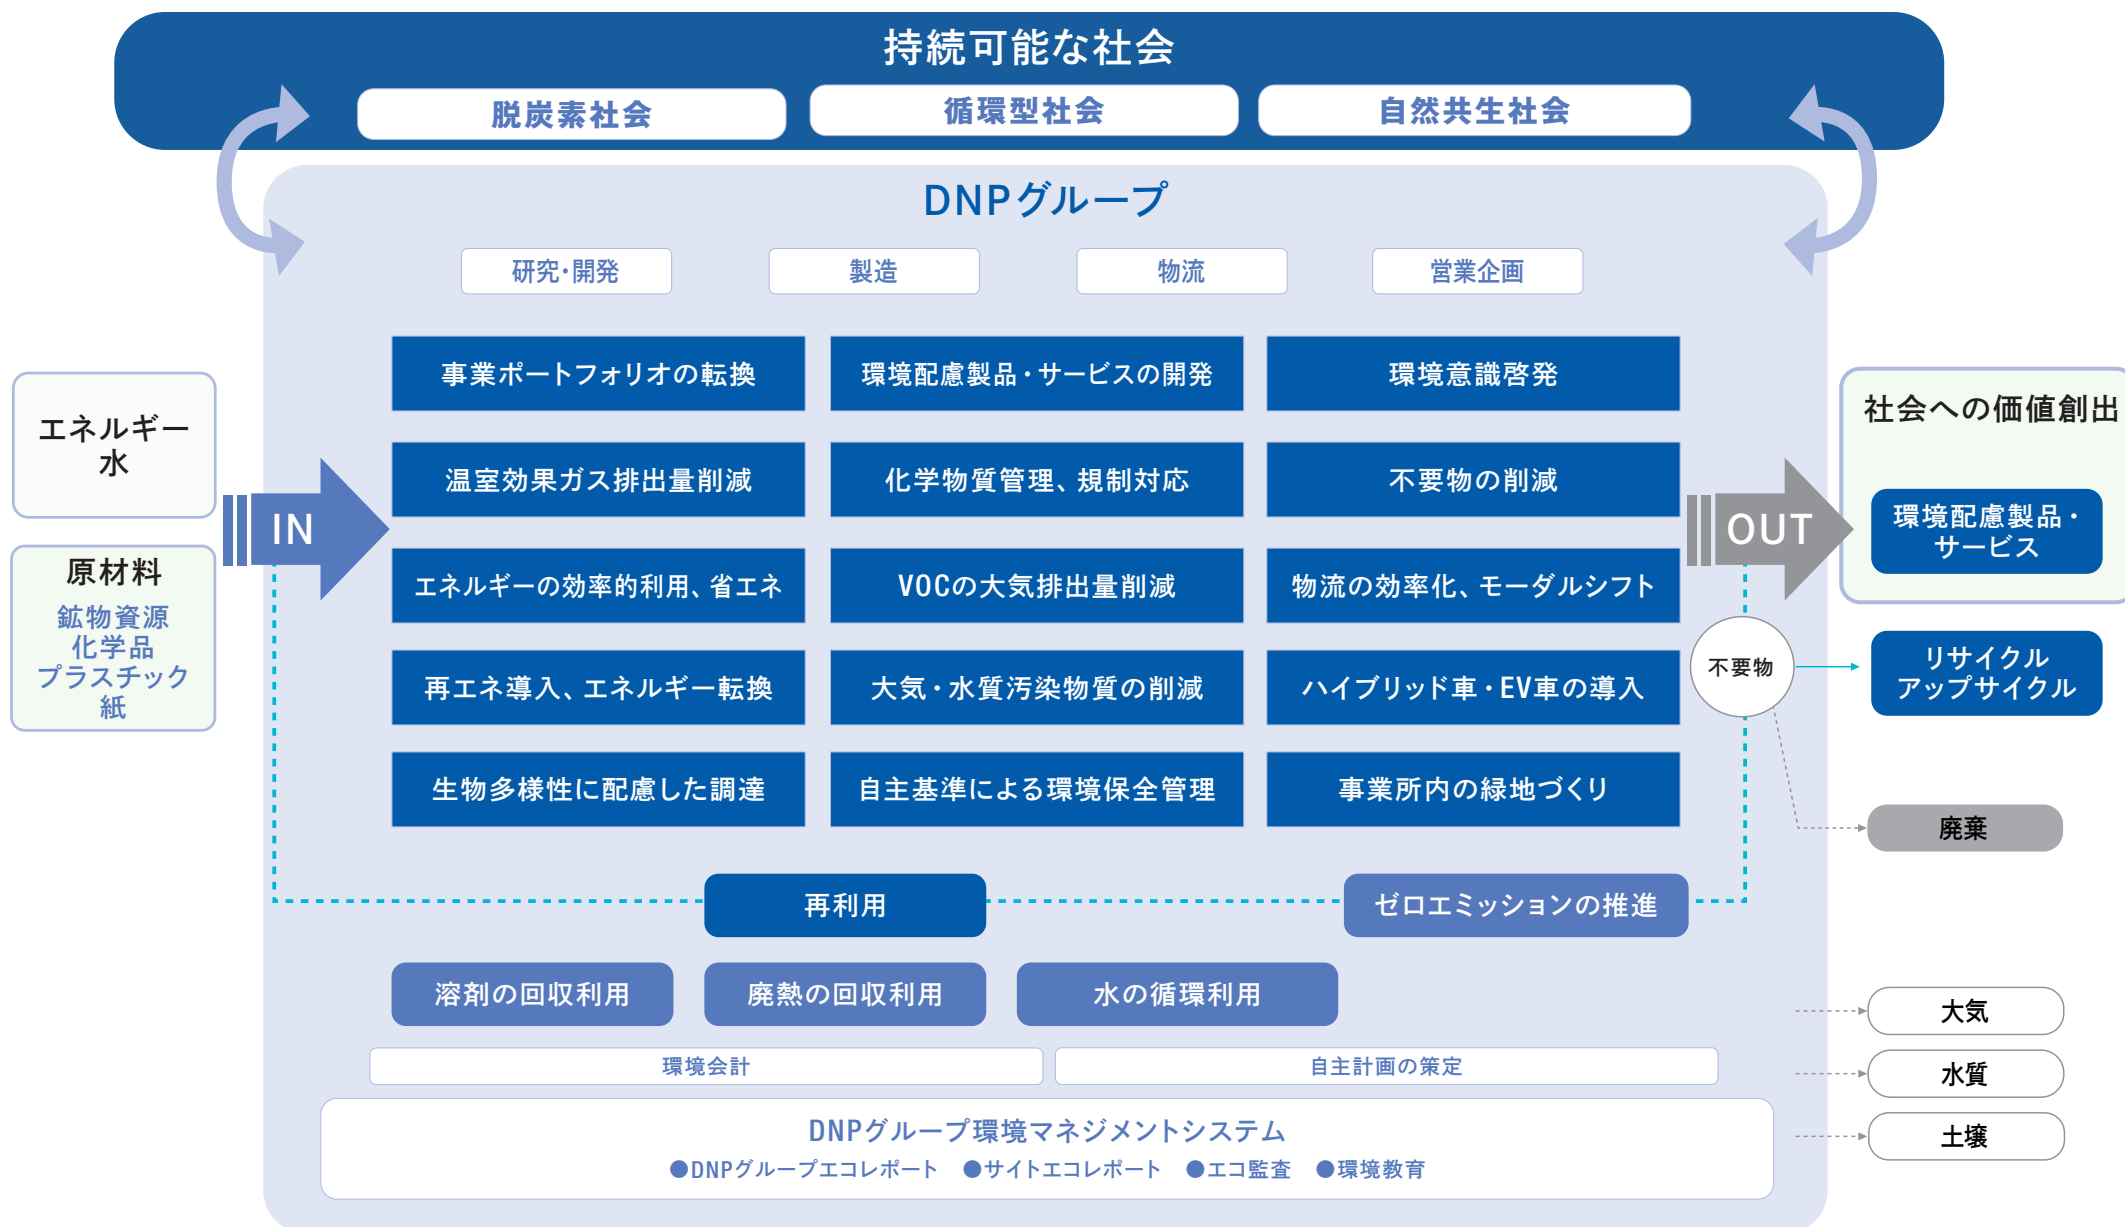 持続可能な社会
脱炭素社会
循環型社会
自然共生社会
DNPグループ
研究・開発
製造
物流
営業企画
エネルギー
水
原材料
鉱物資源
化学品
プラスチック
紙
IN
事業ポートフォリオの転換
環境配慮製品・サービスの開発
環境意識啓発
温室効果ガス排出量削減
化学物質管理、規制対応
不要物の削減
エネルギーの効率的利用、省エネ
VOCの大気排出量削減
物流の効率化、モーダルシフト
再エネ導入、エネルギー転換
大気・水質汚染物質の削減
ハイブリッド車・EV車の導入
生物多様性に配慮した調達
自主基準による環境保全管理
事業所内の緑地づくり
OUT
社会への価値創出
環境配慮製品・
サービス
不要物
リサイクル
アップサイクル
廃棄
再利用
ゼロエミッションの推進
溶剤の回収利用
廃熱の回収利用
水の循環利用
環境会計
自主計画の策定
DNPグループ環境マネジメントシステム
●DNPグループエコレポート ●サイトエコレポート ●エコ監査 ●環境教育
大気
水質
土壌